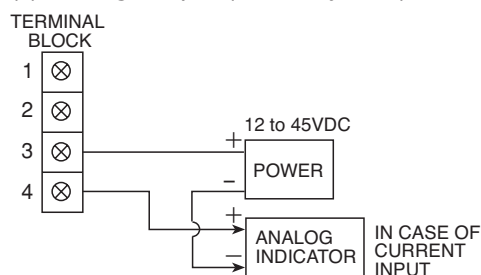 TERMINAL
BLOCK
1
2
3
4
12 to 45VDC
+
POWER
–
+
ANALOG
INDICATOR
–
IN CASE OF
CURRENT
INPUT